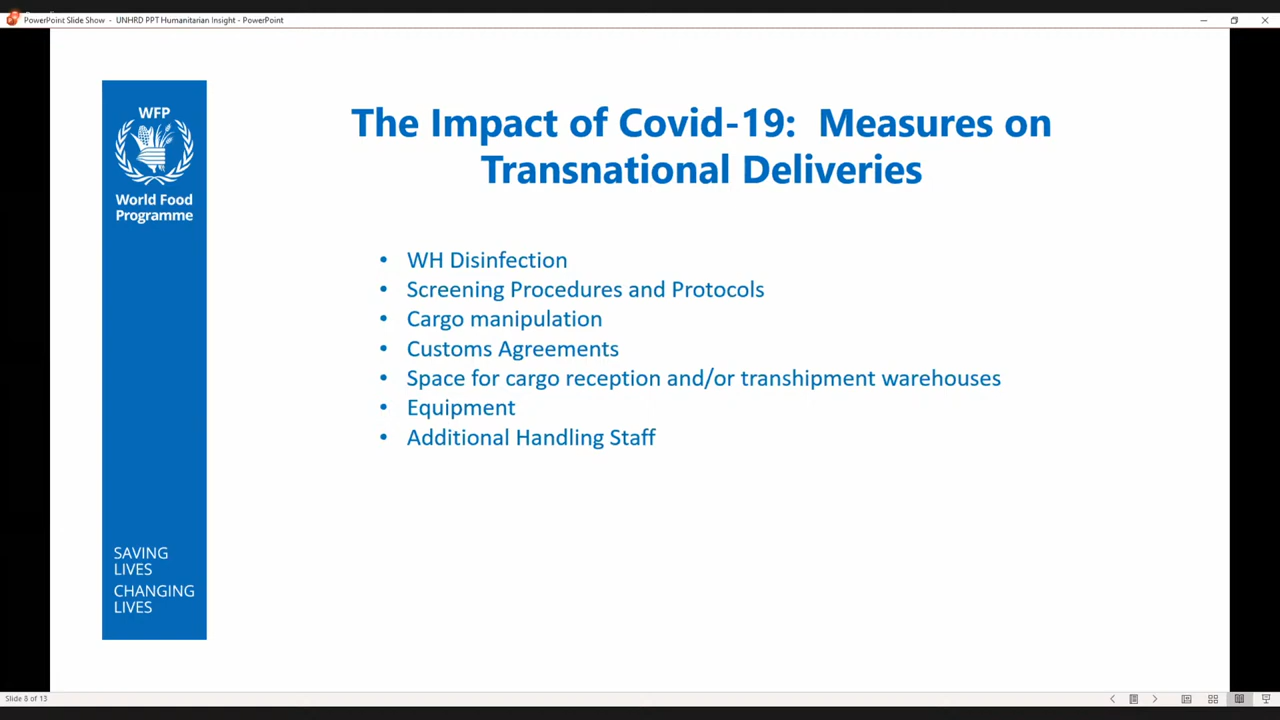 PowerPoint Slide Show - UNHRD PPT Humanitarian Insight - PowerPoint
WFP
World Food
Programme
SAVING
LIVES
CHANGING
LIVES
The Impact of Covid-19: Measures on
Transnational Deliveries
• WH Disinfection
• Screening Procedures and Protocols
• Cargo manipulation
• Customs Agreements
• Space for cargo reception and/or transhipment warehouses
• Equipment
• Additional Handling Staff
Slide 8 of 13